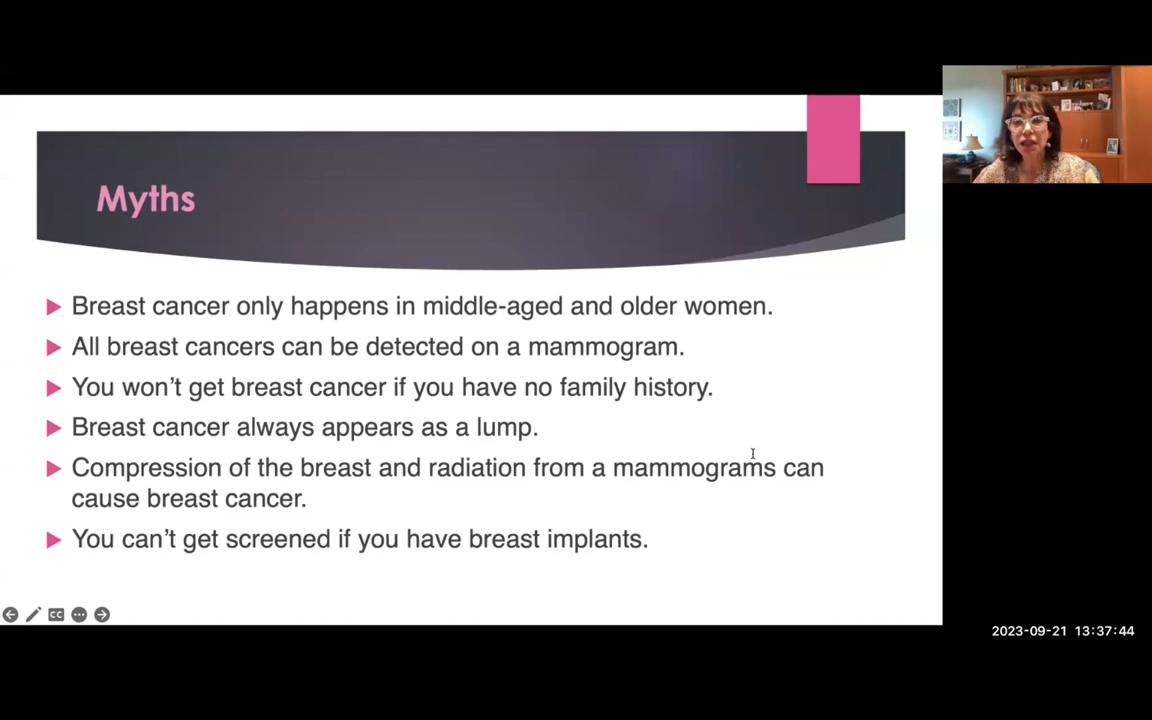 Myths
Breast cancer only happens in middle-aged and older women.
All breast cancers can be detected on a mammogram.
You won’t get breast cancer if you have no family history.
Breast cancer always appears as a lump.
Compression of the breast and radiation from a mammograms can
cause breast cancer.
You can’t get screened if you have breast implants.
CC
2023-09-21 13:37:44